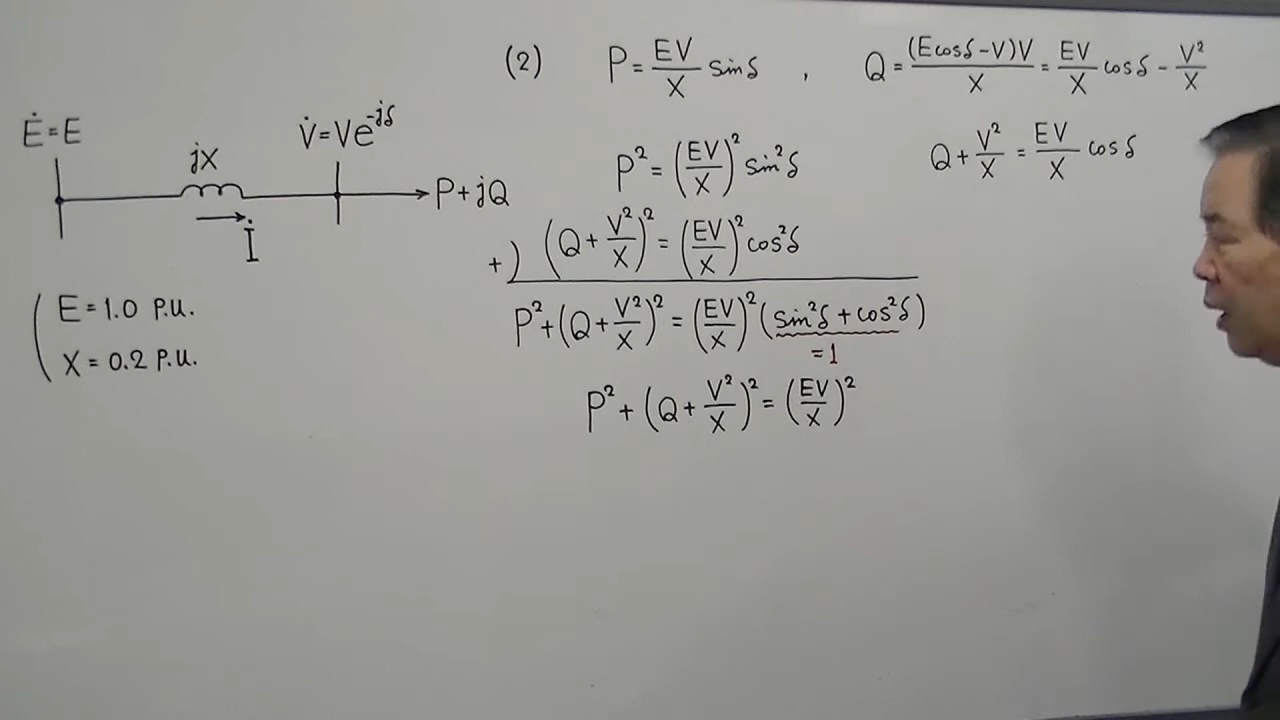 (2) P = EV/X sinδ , Q = (E cosδ - V)V/X = EV/X cosδ - V²/X
Q + V²/X = EV/X cosδ
Ė = E
V̇ = Ve^-jδ
jX
P + jQ
İ
E = 1.0 P.U.
X = 0.2 P.U.
P² = (EV/X)² sin²δ
+) (Q + V²/X)² = (EV/X)² cos²δ
P² + (Q + V²/X)² = (EV/X)² (sin²δ + cos²δ)
= 1
P² + (Q + V²/X)² = (EV/X)²